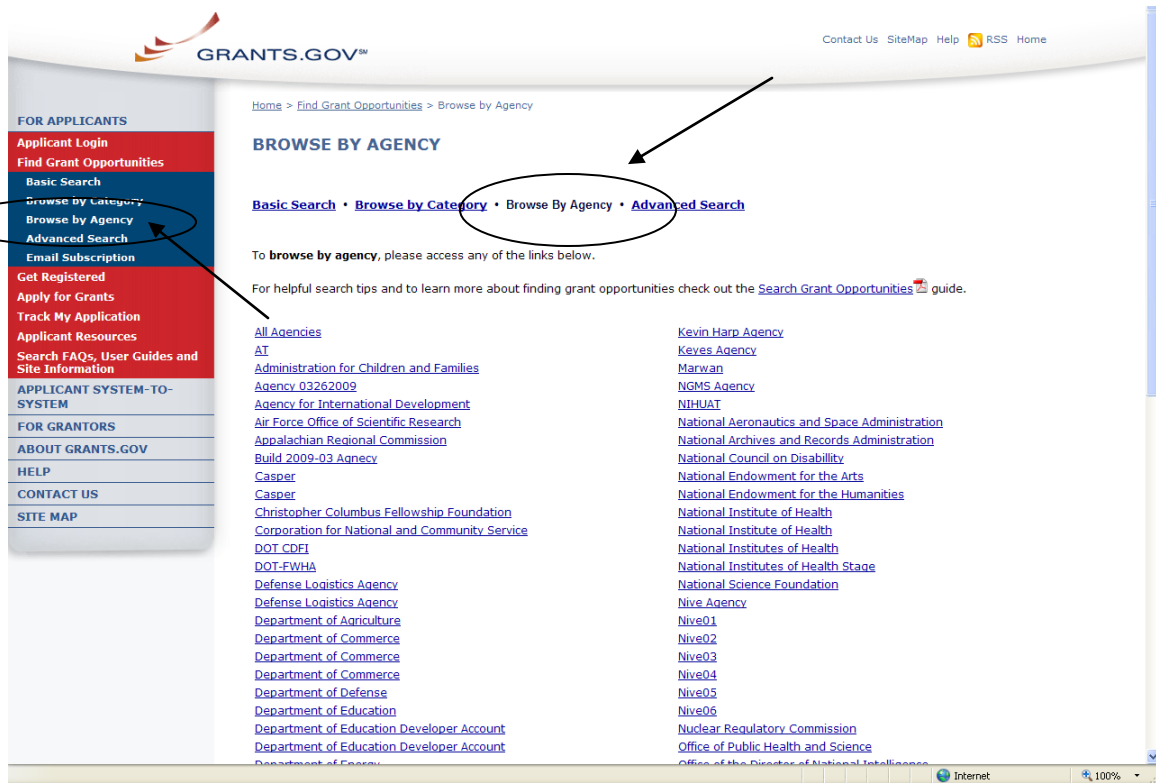 GRANTS.GOV℠
Contact Us SiteMap Help RSS Home
Home > Find Grant Opportunities > Browse by Agency
FOR APPLICANTS
Applicant Login
Find Grant Opportunities
Basic Search
Browse by Category
Browse by Agency
Advanced Search
Email Subscription
Get Registered
Apply for Grants
Track My Application
Applicant Resources
Search FAQs, User Guides and
Site Information
APPLICANT SYSTEM-TO-
SYSTEM
FOR GRANTORS
ABOUT GRANTS.GOV
HELP
CONTACT US
SITE MAP
BROWSE BY AGENCY
Basic Search • Browse by Category • Browse By Agency • Advanced Search
To browse by agency, please access any of the links below.
For helpful search tips and to learn more about finding grant opportunities check out the Search Grant Opportunities guide.
All Agencies
AT
Administration for Children and Families
Agency 03262009
Agency for International Development
Air Force Office of Scientific Research
Appalachian Regional Commission
Build 2009-03 Agnecy
Casper
Casper
Christopher Columbus Fellowship Foundation
Corporation for National and Community Service
DOT CDFI
DOT-FWHA
Defense Logistics Agency
Defense Logistics Agency
Department of Agriculture
Department of Commerce
Department of Commerce
Department of Commerce
Department of Defense
Department of Education
Department of Education Developer Account
Department of Education Developer Account
Department of Energy
Kevin Harp Agency
Keyes Agency
Marwan
NGMS Agency
NIHUAT
National Aeronautics and Space Administration
National Archives and Records Administration
National Council on Disabillity
National Endowment for the Arts
National Endowment for the Humanities
National Institute of Health
National Institute of Health
National Institutes of Health
National Institutes of Health Stage
National Science Foundation
Nive Agency
Nive01
Nive02
Nive03
Nive04
Nive05
Nive06
Nuclear Regulatory Commission
Office of Public Health and Science
Office of the Director of National Intelligence
Internet
100%